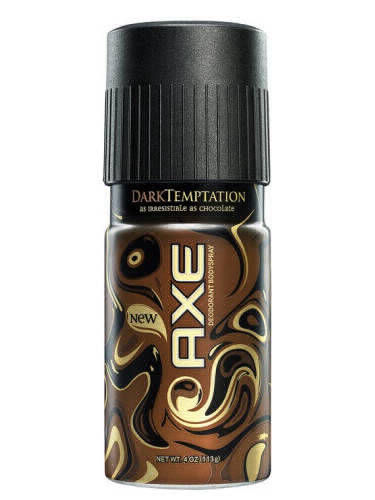 DARKTEMPTATION
AS IRRESISTIBLE AS CHOCOLATE
NEW
AXE
DEODORANT BODYSPRAY
NET WT. 4 OZ (113g)